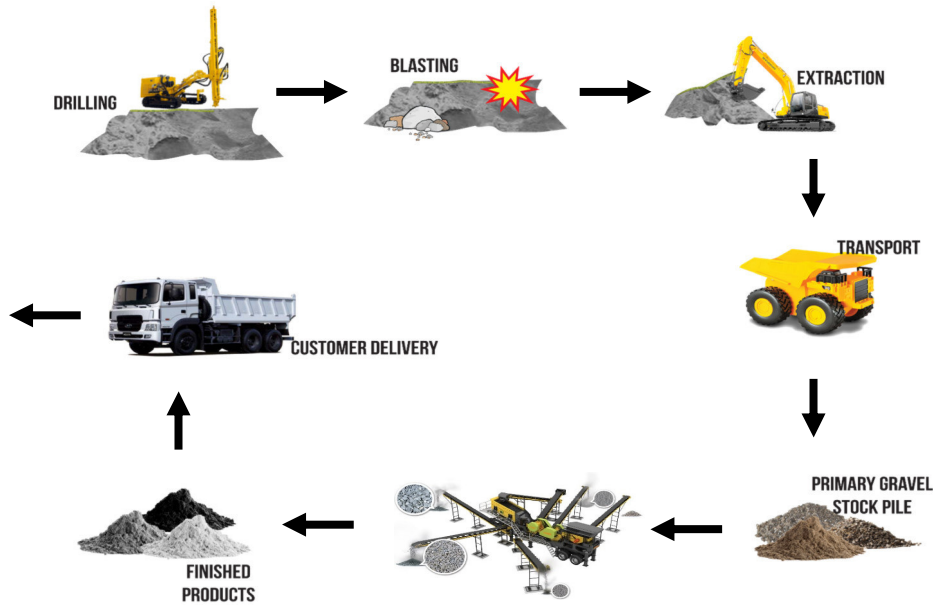 DRILLING
BLASTING
EXTRACTION
TRANSPORT
PRIMARY GRAVEL
STOCK PILE
FINISHED
PRODUCTS
CUSTOMER DELIVERY